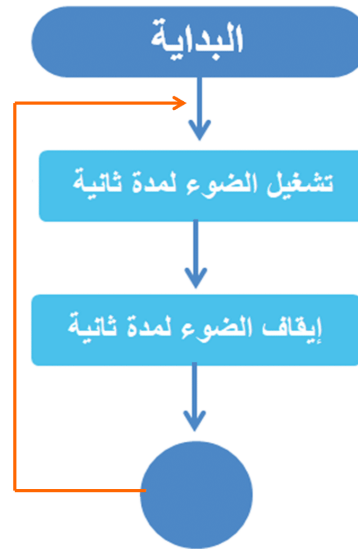 البداية
تشغيل الضوء لمدة ثانية
إيقاف الضوء لمدة ثانية